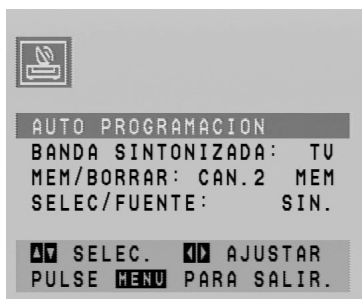 AUTO PROGRAMACION
BANDA SINTONIZADA: TV
MEM/BORRAR: CAN.2 MEM
SELEC/FUENTE: SIN.
▲▼ SELEC. ◀▶ AJUSTAR
PULSE MENU PARA SALIR.